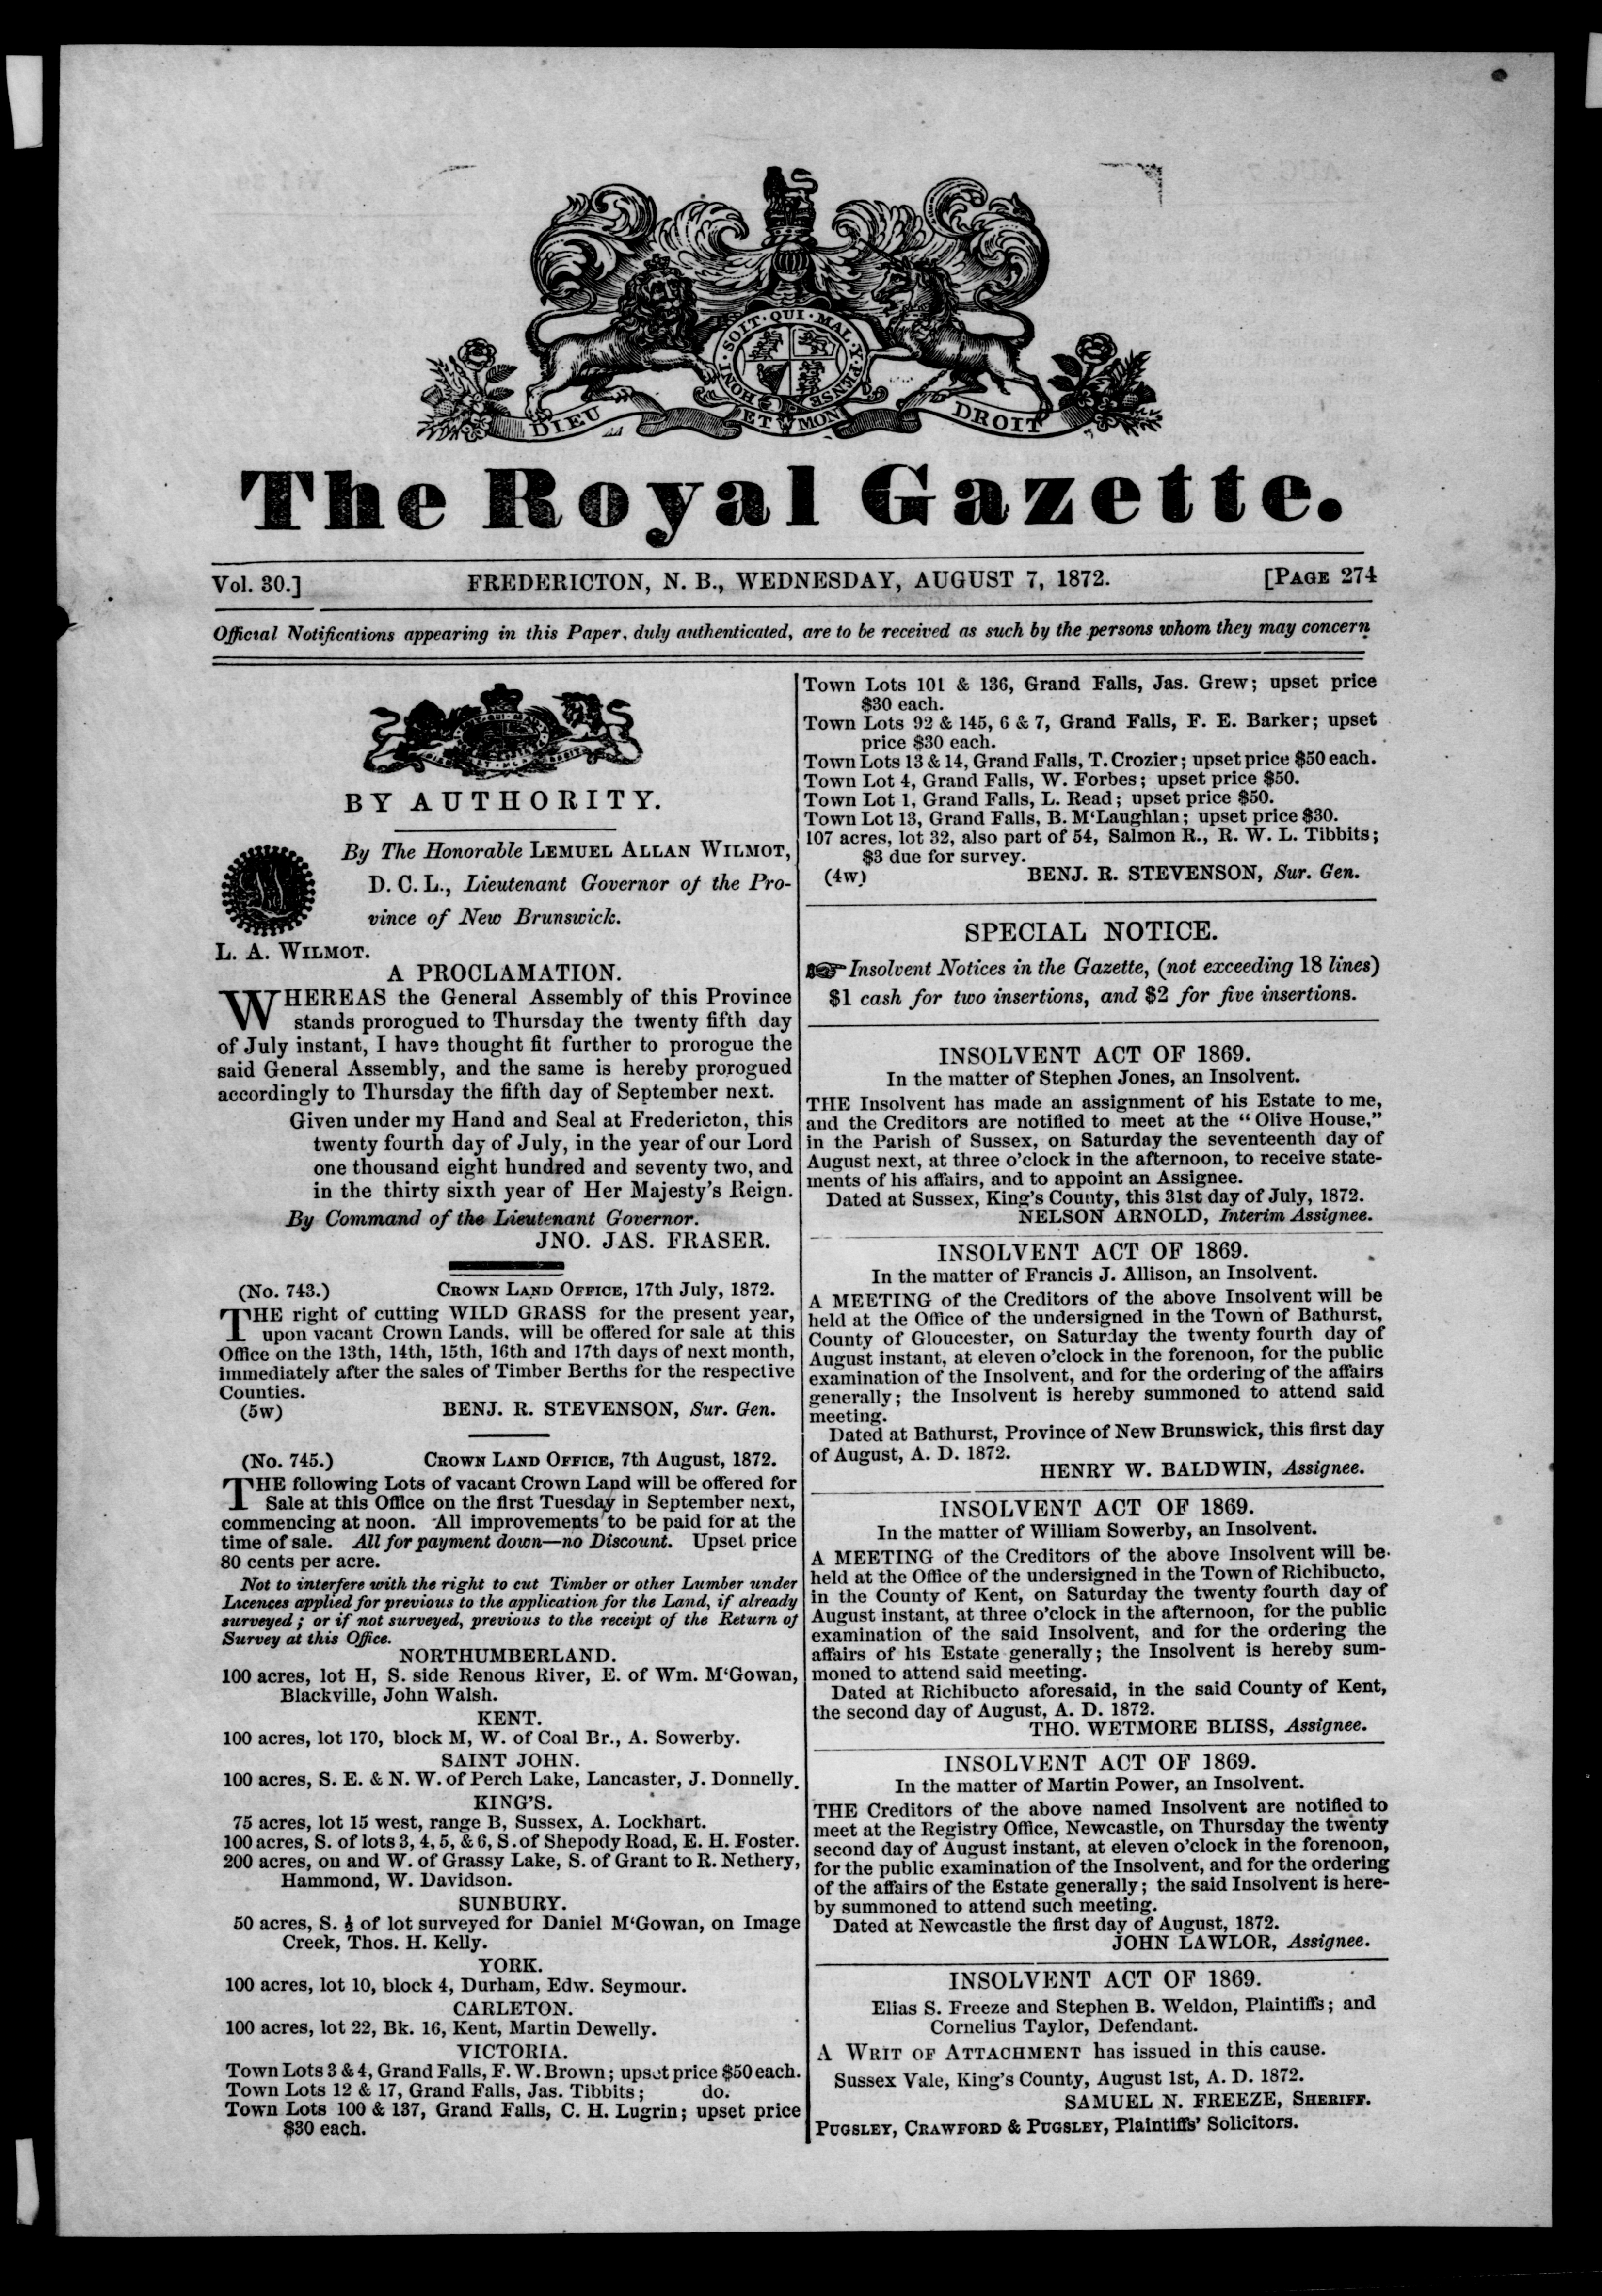 HONI · SOIT · QUI · MAL · Y · PENSE
DIEU ET MON DROIT
The Royal Gazette.
Vol. 30.] FREDERICTON, N. B., WEDNESDAY, AUGUST 7, 1872. [PAGE 274
Official Notifications appearing in this Paper, duly authenticated, are to be received as such by the persons whom they may concern
BY AUTHORITY.
By The Honorable LEMUEL ALLAN WILMOT,
D. C. L., Lieutenant Governor of the Pro-
vince of New Brunswick.
L. A. WILMOT.
A PROCLAMATION.
WHEREAS the General Assembly of this Province
stands prorogued to Thursday the twenty fifth day
of July instant, I have thought fit further to prorogue the
said General Assembly, and the same is hereby prorogued
accordingly to Thursday the fifth day of September next.
Given under my Hand and Seal at Fredericton, this
twenty fourth day of July, in the year of our Lord
one thousand eight hundred and seventy two, and
in the thirty sixth year of Her Majesty's Reign.
By Command of the Lieutenant Governor.
JNO. JAS. FRASER.
(No. 743.) CROWN LAND OFFICE, 17th July, 1872.
THE right of cutting WILD GRASS for the present year,
upon vacant Crown Lands, will be offered for sale at this
Office on the 13th, 14th, 15th, 16th and 17th days of next month,
immediately after the sales of Timber Berths for the respective
Counties.
(5w) BENJ. R. STEVENSON, Sur. Gen.
(No. 745.) CROWN LAND OFFICE, 7th August, 1872.
THE following Lots of vacant Crown Land will be offered for
Sale at this Office on the first Tuesday in September next,
commencing at noon. All improvements to be paid for at the
time of sale. All for payment down—no Discount. Upset price
80 cents per acre.
Not to interfere with the right to cut Timber or other Lumber under
Licences applied for previous to the application for the Land, if already
surveyed; or if not surveyed, previous to the receipt of the Return of
Survey at this Office.
NORTHUMBERLAND.
100 acres, lot H, S. side Renous River, E. of Wm. M'Gowan,
Blackville, John Walsh.
KENT.
100 acres, lot 170, block M, W. of Coal Br., A. Sowerby.
SAINT JOHN.
100 acres, S. E. & N. W. of Perch Lake, Lancaster, J. Donnelly.
KING'S.
75 acres, lot 15 west, range B, Sussex, A. Lockhart.
100 acres, S. of lots 3, 4, 5, & 6, S. of Shepody Road, E. H. Foster.
200 acres, on and W. of Grassy Lake, S. of Grant to R. Nethery,
Hammond, W. Davidson.
SUNBURY.
50 acres, S. ½ of lot surveyed for Daniel M'Gowan, on Image
Creek, Thos. H. Kelly.
YORK.
100 acres, lot 10, block 4, Durham, Edw. Seymour.
CARLETON.
100 acres, lot 22, Bk. 16, Kent, Martin Dewelly.
VICTORIA.
Town Lots 3 & 4, Grand Falls, F. W. Brown; upset price $50 each.
Town Lots 12 & 17, Grand Falls, Jas. Tibbits; do.
Town Lots 100 & 137, Grand Falls, C. H. Lugrin; upset price
$30 each.
Town Lots 101 & 136, Grand Falls, Jas. Grew; upset price
$30 each.
Town Lots 92 & 145, 6 & 7, Grand Falls, F. E. Barker; upset
price $30 each.
Town Lots 13 & 14, Grand Falls, T. Crozier; upset price $50 each.
Town Lot 4, Grand Falls, W. Forbes; upset price $50.
Town Lot 1, Grand Falls, L. Read; upset price $50.
Town Lot 13, Grand Falls, B. M'Laughlan; upset price $30.
107 acres, lot 32, also part of 54, Salmon R., R. W. L. Tibbits;
$3 due for survey.
(4w) BENJ. R. STEVENSON, Sur. Gen.
SPECIAL NOTICE.
☞ Insolvent Notices in the Gazette, (not exceeding 18 lines)
$1 cash for two insertions, and $2 for five insertions.
INSOLVENT ACT OF 1869.
In the matter of Stephen Jones, an Insolvent.
THE Insolvent has made an assignment of his Estate to me,
and the Creditors are notified to meet at the "Olive House,"
in the Parish of Sussex, on Saturday the seventeenth day of
August next, at three o'clock in the afternoon, to receive state-
ments of his affairs, and to appoint an Assignee.
Dated at Sussex, King's County, this 31st day of July, 1872.
NELSON ARNOLD, Interim Assignee.
INSOLVENT ACT OF 1869.
In the matter of Francis J. Allison, an Insolvent.
A MEETING of the Creditors of the above Insolvent will be
held at the Office of the undersigned in the Town of Bathurst,
County of Gloucester, on Saturday the twenty fourth day of
August instant, at eleven o'clock in the forenoon, for the public
examination of the Insolvent, and for the ordering of the affairs
generally; the Insolvent is hereby summoned to attend said
meeting.
Dated at Bathurst, Province of New Brunswick, this first day
of August, A. D. 1872.
HENRY W. BALDWIN, Assignee.
INSOLVENT ACT OF 1869.
In the matter of William Sowerby, an Insolvent.
A MEETING of the Creditors of the above Insolvent will be
held at the Office of the undersigned in the Town of Richibucto,
in the County of Kent, on Saturday the twenty fourth day of
August instant, at three o'clock in the afternoon, for the public
examination of the said Insolvent, and for the ordering the
affairs of his Estate generally; the Insolvent is hereby sum-
moned to attend said meeting.
Dated at Richibucto aforesaid, in the said County of Kent,
the second day of August, A. D. 1872.
THO. WETMORE BLISS, Assignee.
INSOLVENT ACT OF 1869.
In the matter of Martin Power, an Insolvent.
THE Creditors of the above named Insolvent are notified to
meet at the Registry Office, Newcastle, on Thursday the twenty
second day of August instant, at eleven o'clock in the forenoon,
for the public examination of the Insolvent, and for the ordering
of the affairs of the Estate generally; the said Insolvent is here-
by summoned to attend such meeting.
Dated at Newcastle the first day of August, 1872.
JOHN LAWLOR, Assignee.
INSOLVENT ACT OF 1869.
Elias S. Freeze and Stephen B. Weldon, Plaintiffs; and
Cornelius Taylor, Defendant.
A WRIT OF ATTACHMENT has issued in this cause.
Sussex Vale, King's County, August 1st, A. D. 1872.
SAMUEL N. FREEZE, SHERIFF.
PUGSLEY, CRAWFORD & PUGSLEY, Plaintiffs' Solicitors.